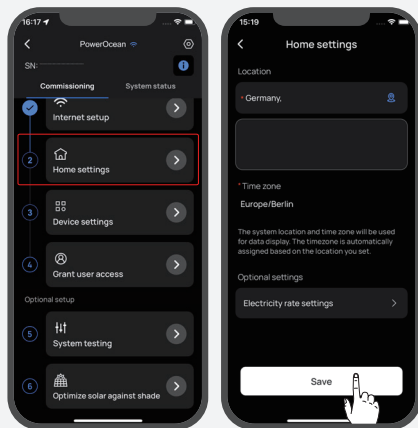 16:17
PowerOcean
SN:
Commissioning
System status
Internet setup
2
Home settings
3
Device settings
4
Grant user access
Optional setup
5
System testing
6
Optimize solar against shade
15:19
Home settings
Location
* Germany,
* Time zone
Europe/Berlin
The system location and time zone will be used
for data display. The timezone is automatically
assigned based on the location you set.
Optional settings
Electricity rate settings
Save